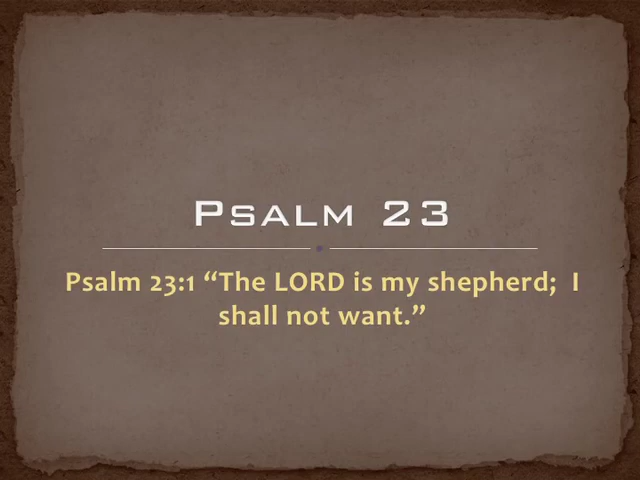 Psalm 23
Psalm 23:1 “The LORD is my shepherd;  I
shall not want.”